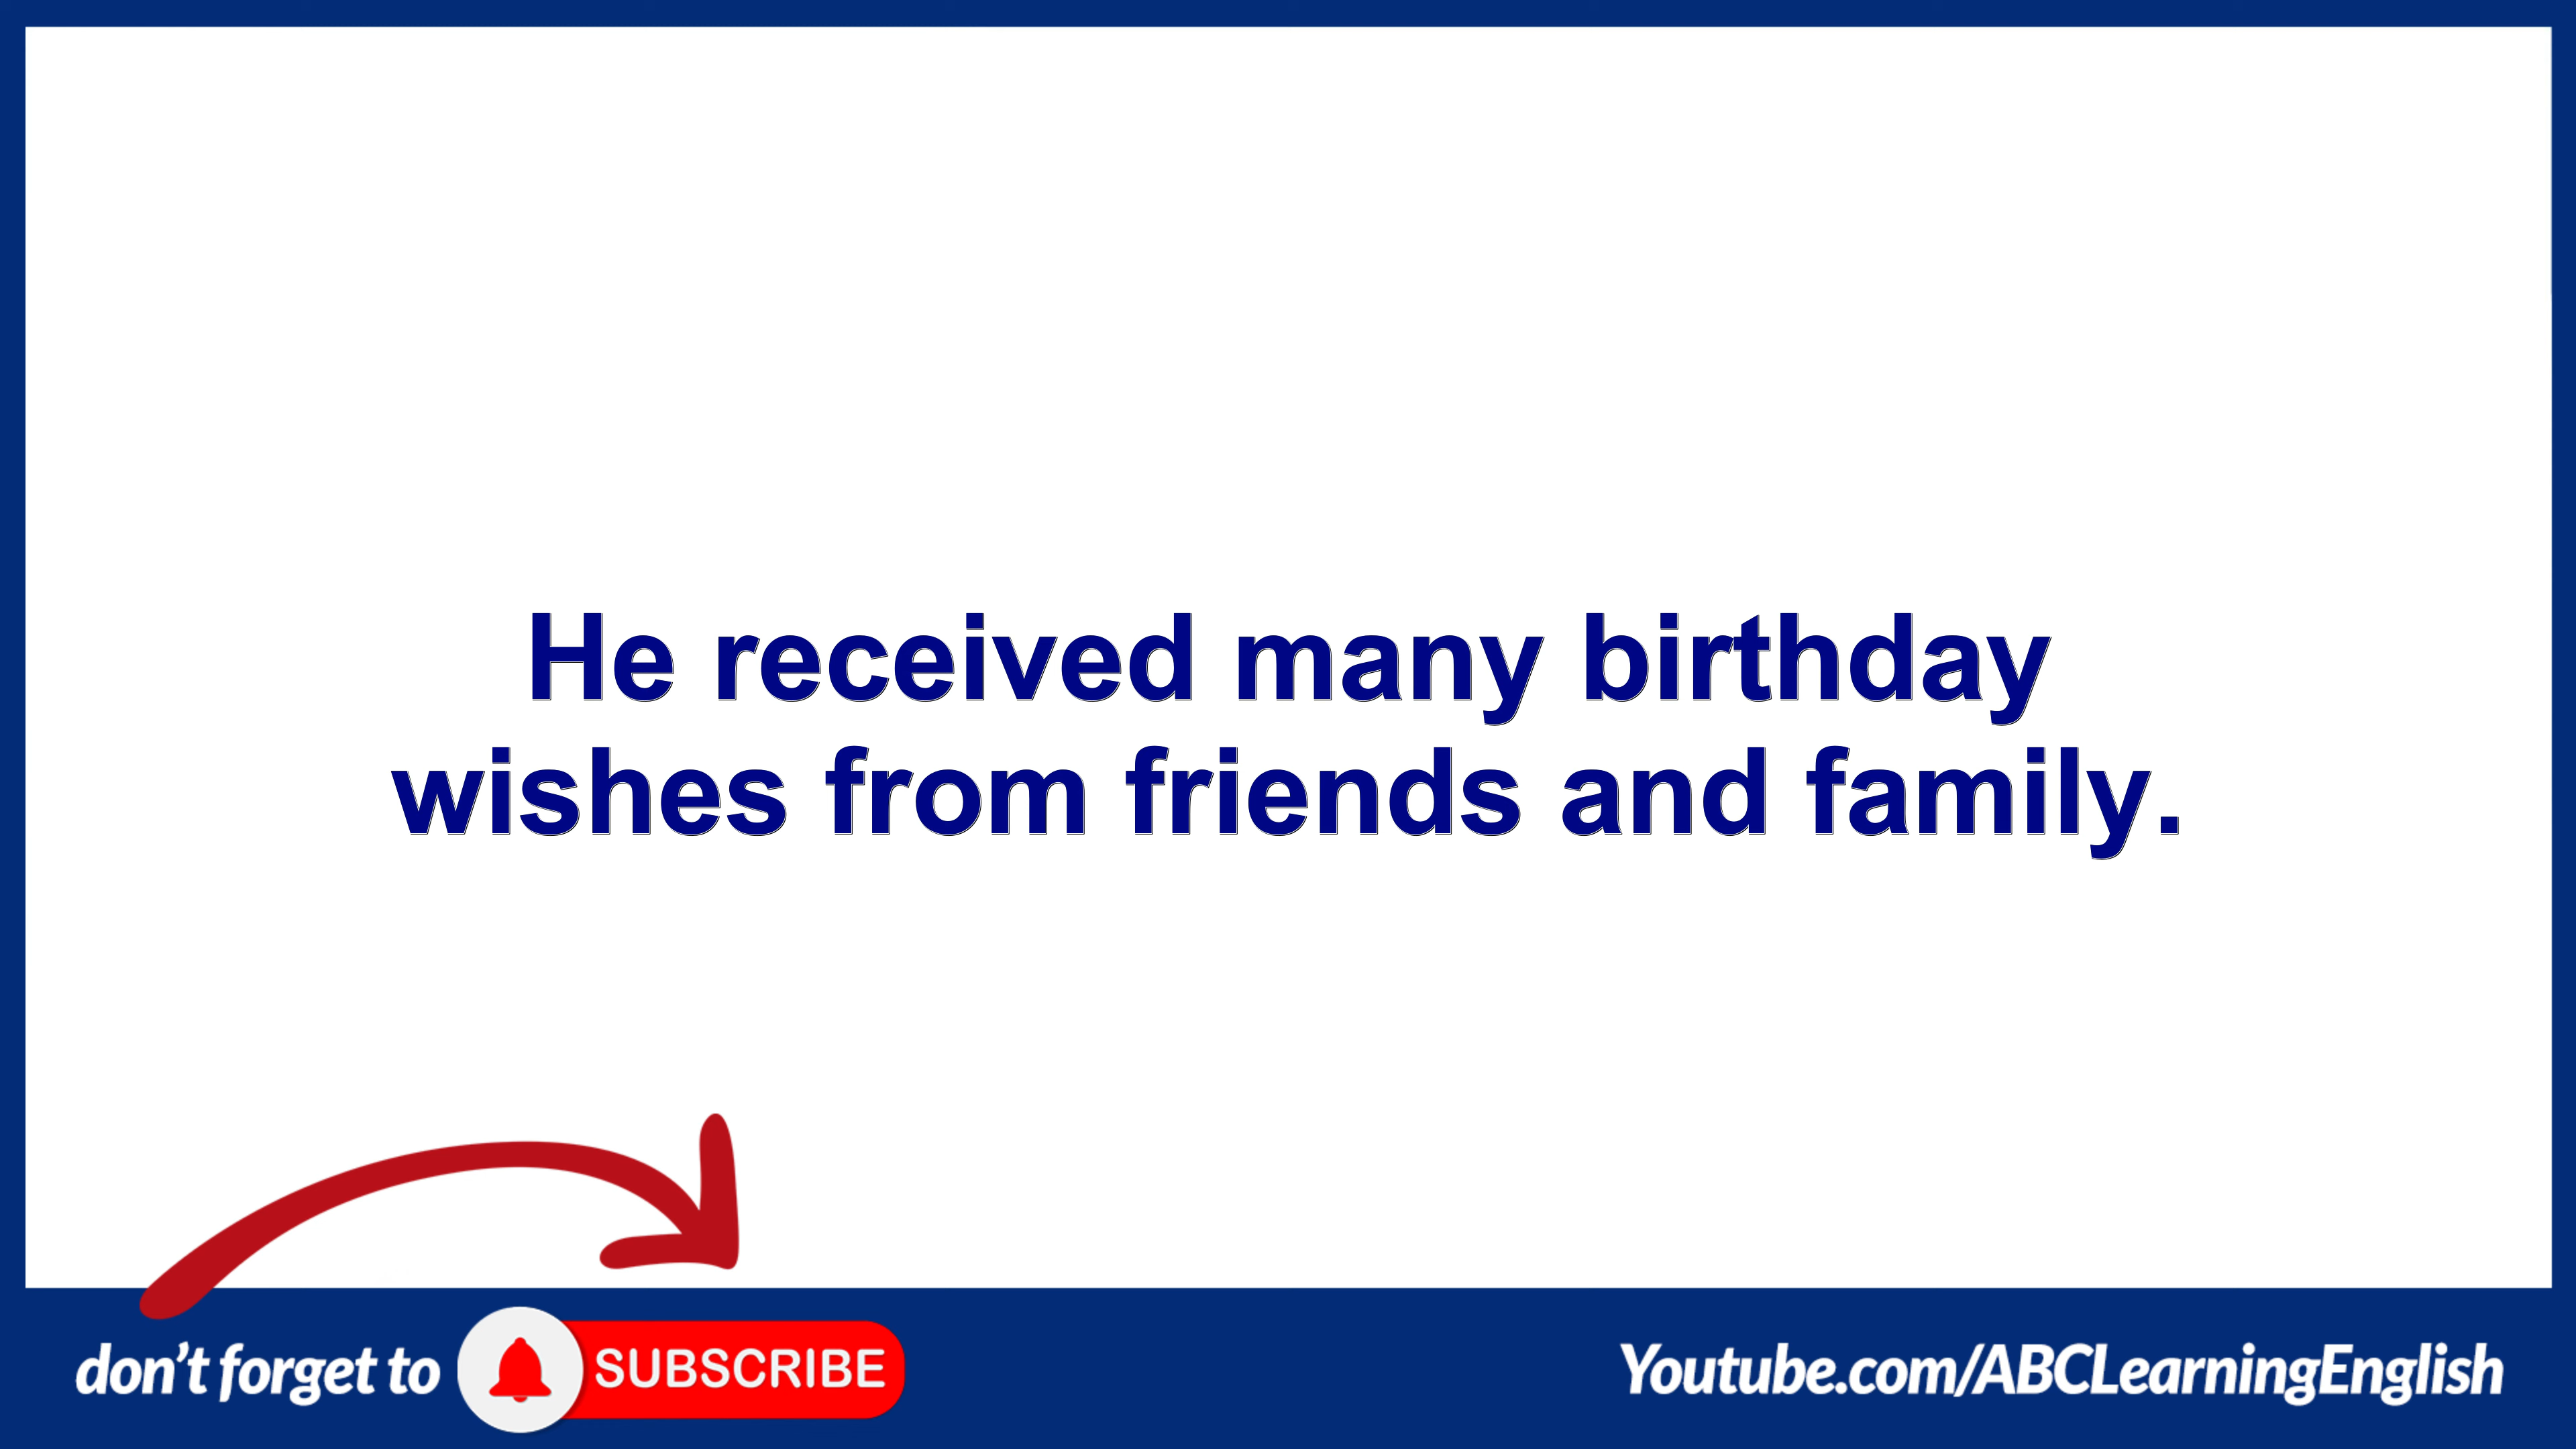 He received many birthday
wishes from friends and family.
don't forget to SUBSCRIBE
Youtube.com/ABCLearningEnglish